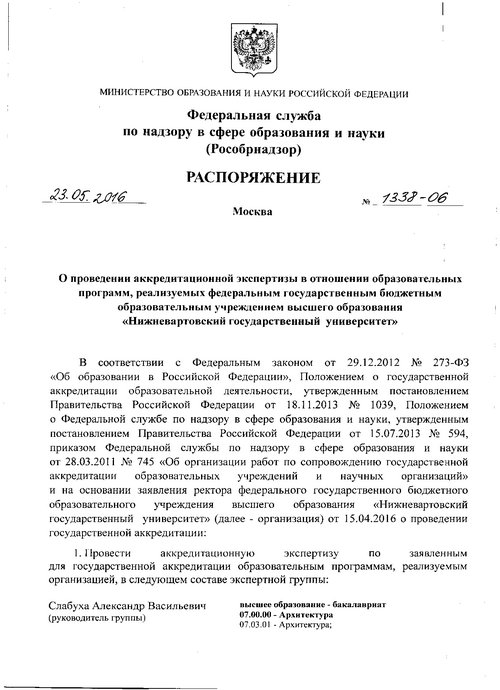 МИНИСТЕРСТВО ОБРАЗОВАНИЯ И НАУКИ РОССИЙСКОЙ ФЕДЕРАЦИИ
Федеральная служба
по надзору в сфере образования и науки
(Рособрнадзор)
РАСПОРЯЖЕНИЕ
23.05.2016 № 1338-06
Москва
О проведении аккредитационной экспертизы в отношении образовательных
программ, реализуемых федеральным государственным бюджетным
образовательным учреждением высшего образования
«Нижневартовский государственный университет»
В соответствии с Федеральным законом от 29.12.2012 № 273-ФЗ
«Об образовании в Российской Федерации», Положением о государственной
аккредитации образовательной деятельности, утвержденным постановлением
Правительства Российской Федерации от 18.11.2013 № 1039, Положением
о Федеральной службе по надзору в сфере образования и науки, утвержденным
постановлением Правительства Российской Федерации от 15.07.2013 № 594,
приказом Федеральной службы по надзору в сфере образования и науки
от 28.03.2011 № 745 «Об организации работ по сопровождению государственной
аккредитации образовательных учреждений и научных организаций»
и на основании заявления ректора федерального государственного бюджетного
образовательного учреждения высшего образования «Нижневартовский
государственный университет» (далее - организация) от 15.04.2016 о проведении
государственной аккредитации:
1. Провести аккредитационную экспертизу по заявленным
для государственной аккредитации образовательным программам, реализуемым
организацией, в следующем составе экспертной группы:
Слабуха Александр Васильевич
(руководитель группы)
высшее образование - бакалавриат
07.00.00 - Архитектура
07.03.01 - Архитектура;